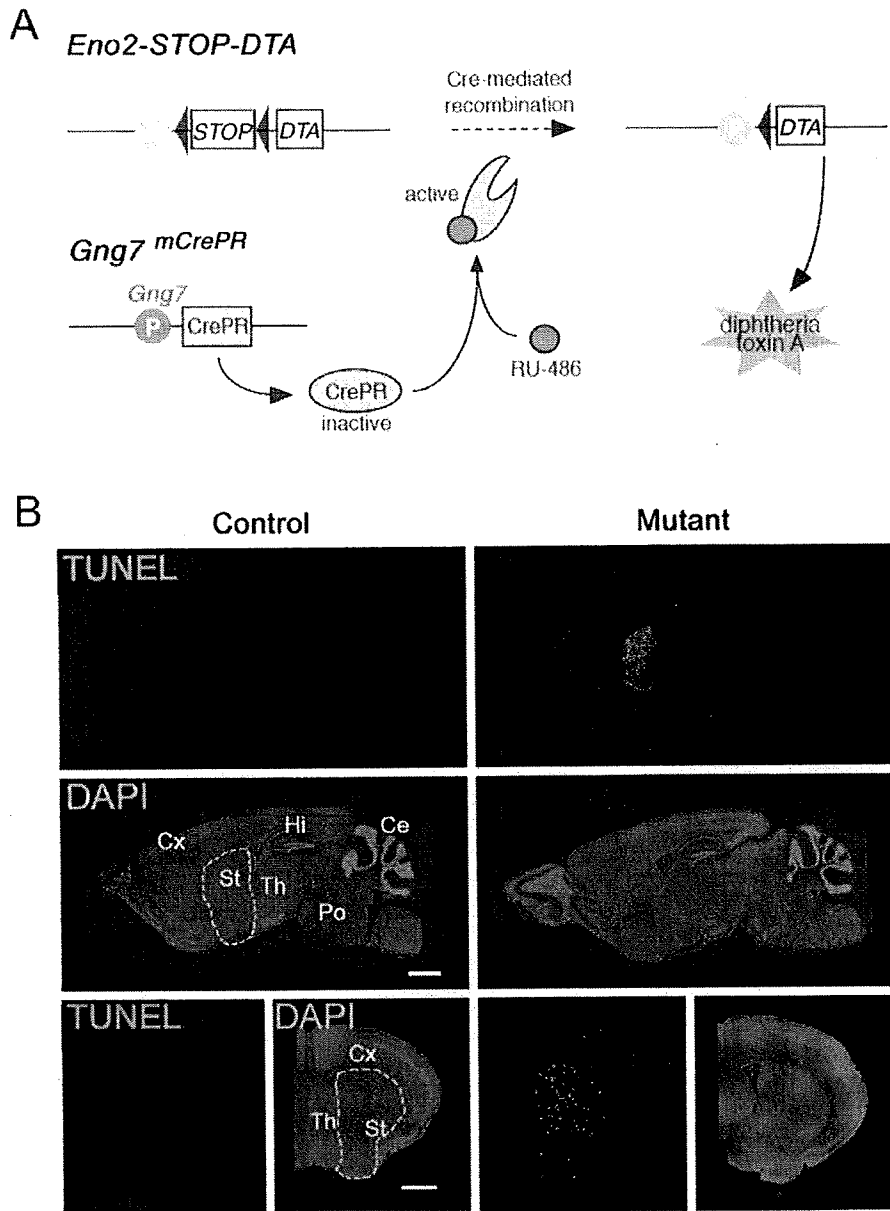 A
Eno2-STOP-DTA
Cre-mediated
recombination
STOP
DTA
DTA
active
Gng7 mCrePR
Gng7
P
CrePR
CrePR
inactive
RU-486
diphtheria
toxin A
B
Control
Mutant
TUNEL
DAPI
Cx
Hi
Ce
St
Th
Po
TUNEL
DAPI
Cx
Th
St